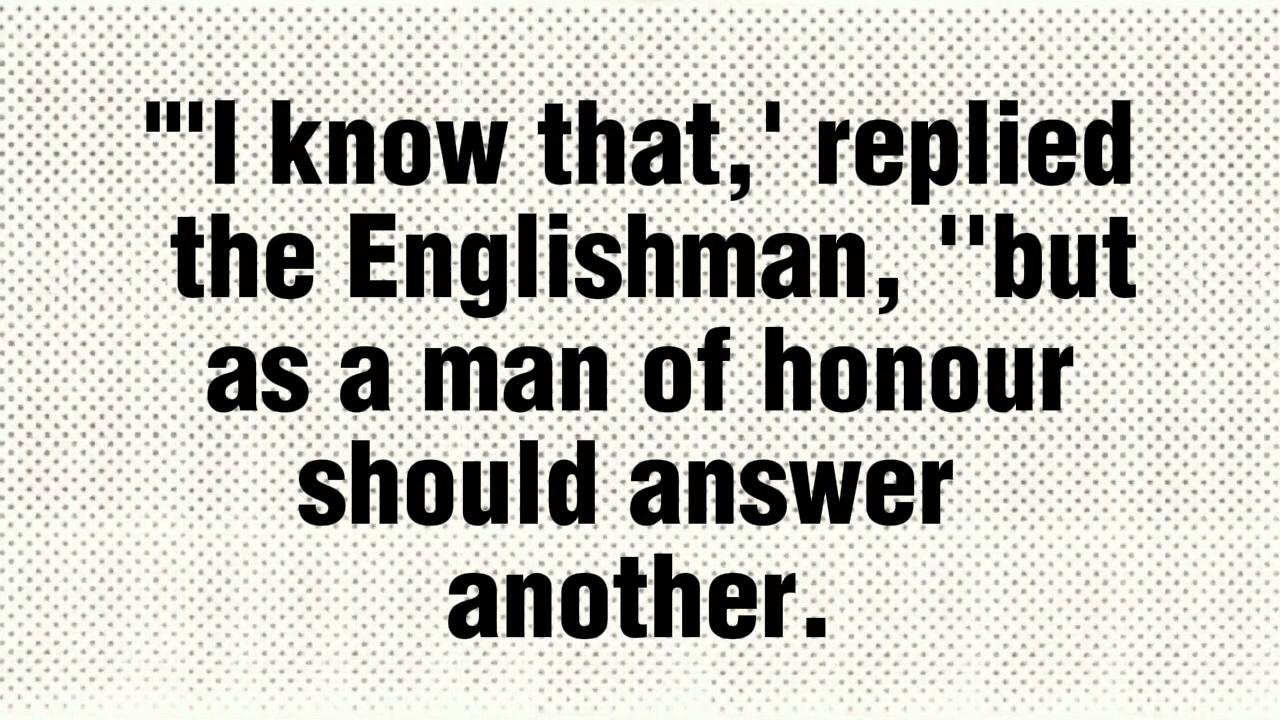 "'I know that,' replied
the Englishman, "but
as a man of honour
should answer
another.